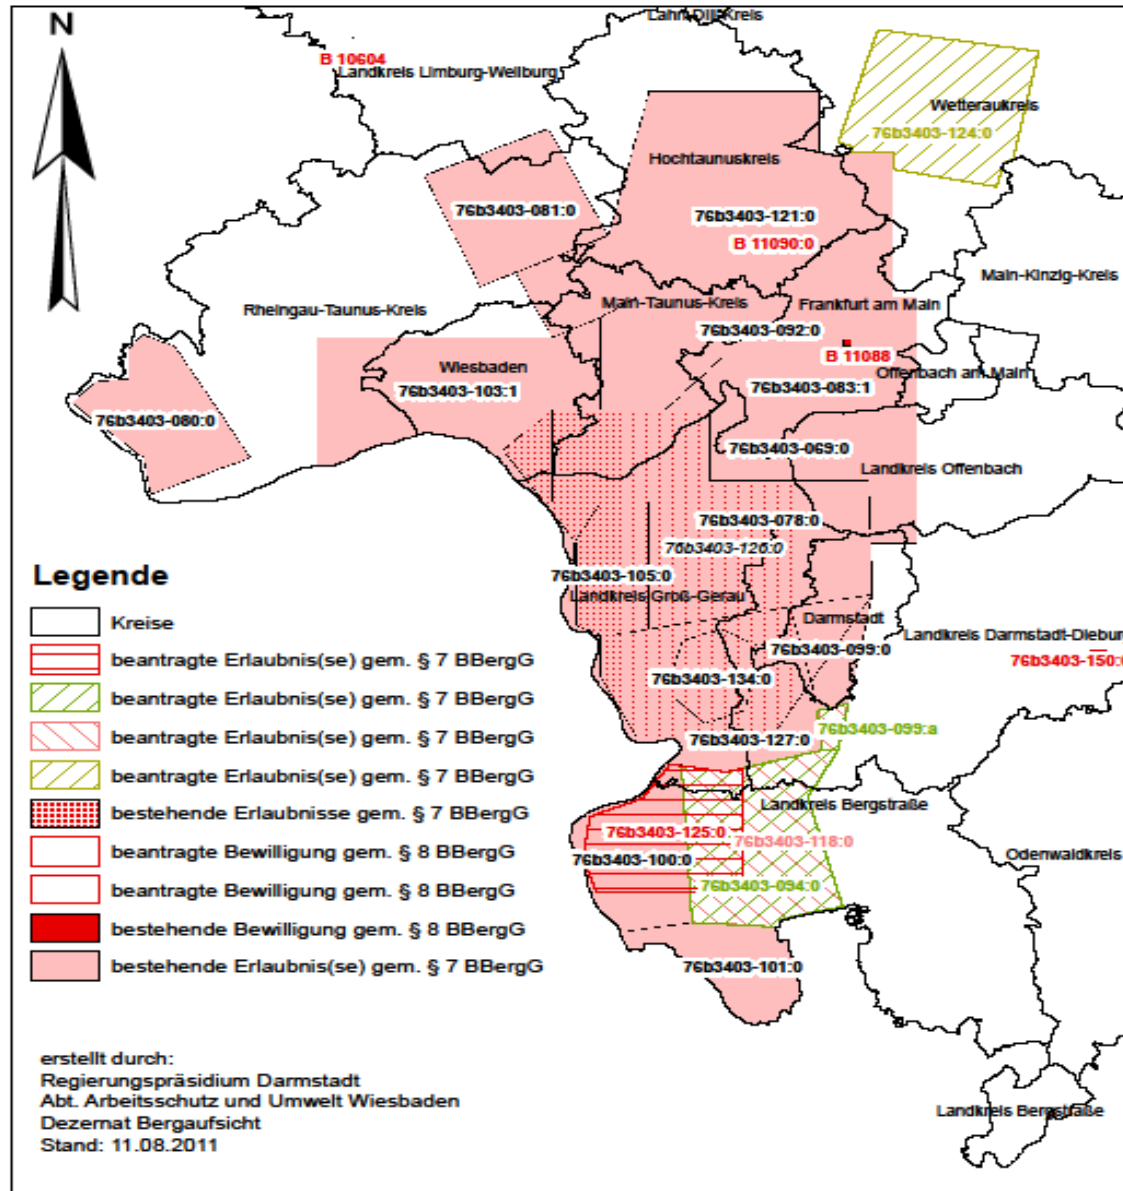 N
Lahn-Dill-Kreis
B 10604
Landkreis Limburg-Weilburg
Wetteraukreis
76b3403-124:0
Hochtaunuskreis
76b3403-081:0
76b3403-121:0
B 11090:0
Main-Kinzig-Kreis
Rheingau-Taunus-Kreis
Main-Taunus-Kreis
Frankfurt am Main
76b3403-092:0
B 11088
Wiesbaden
Offenbach am Main
76b3403-103:1
76b3403-083:1
76b3403-080:0
76b3403-069:0
Landkreis Offenbach
76b3403-078:0
76b3403-126:0
76b3403-105:0
Landkreis Groß-Gerau
Darmstadt
Landkreis Darmstadt-Dieburg
76b3403-099:0
76b3403-150:0
76b3403-134:0
76b3403-099:a
76b3403-127:0
Landkreis Bergstraße
76b3403-125:0
76b3403-118:0
76b3403-100:0
Odenwaldkreis
76b3403-094:0
76b3403-101:0
Landkreis Bergstraße
Legende
Kreise
beantragte Erlaubnis(se) gem. § 7 BBergG
beantragte Erlaubnis(se) gem. § 7 BBergG
beantragte Erlaubnis(se) gem. § 7 BBergG
beantragte Erlaubnis(se) gem. § 7 BBergG
bestehende Erlaubnisse gem. § 7 BBergG
beantragte Bewilligung gem. § 8 BBergG
beantragte Bewilligung gem. § 8 BBergG
bestehende Bewilligung gem. § 8 BBergG
bestehende Erlaubnis(se) gem. § 7 BBergG
erstellt durch:
Regierungspräsidium Darmstadt
Abt. Arbeitsschutz und Umwelt Wiesbaden
Dezernat Bergaufsicht
Stand: 11.08.2011